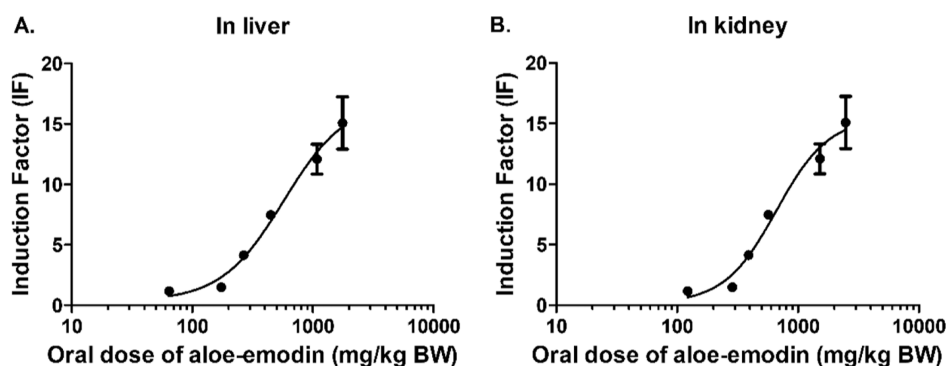 A.
In liver
Induction Factor (IF)
20
15
10
5
0
10
100
1000
10000
Oral dose of aloe-emodin (mg/kg BW)
B.
In kidney
Induction Factor (IF)
20
15
10
5
0
10
100
1000
10000
Oral dose of aloe-emodin (mg/kg BW)